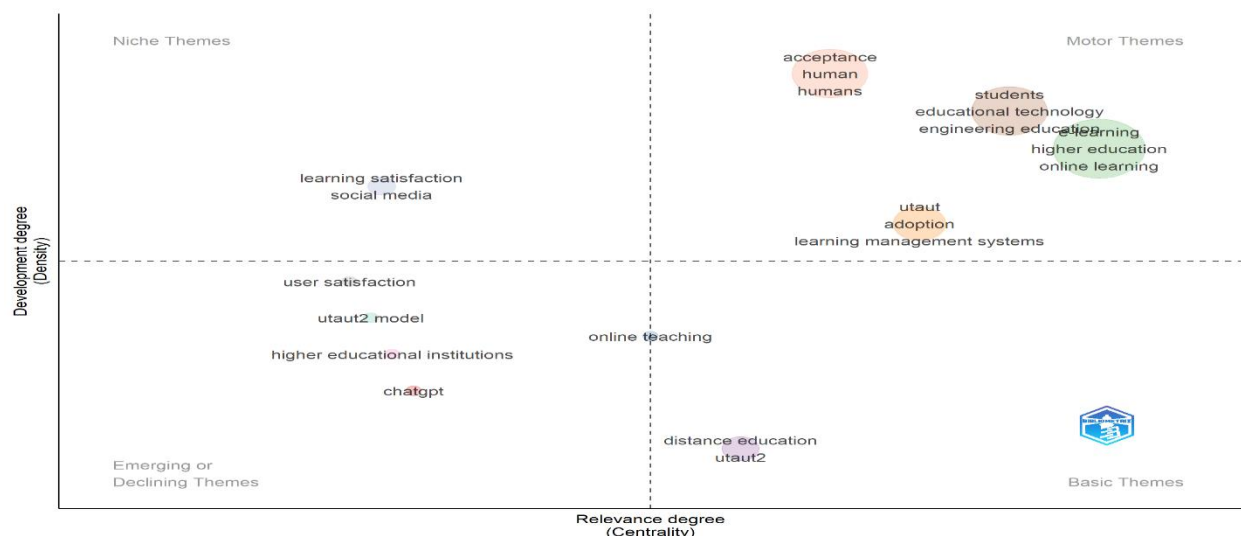 Niche Themes
Motor Themes
acceptance
human
humans
students
educational technology
engineering education
e-learning
higher education
online learning
learning satisfaction
social media
utaut
adoption
learning management systems
Development degree
(Density)
user satisfaction
utaut2 model
online teaching
higher educational institutions
chatgpt
distance education
utaut2
Emerging or
Declining Themes
Basic Themes
Relevance degree
(Centrality)